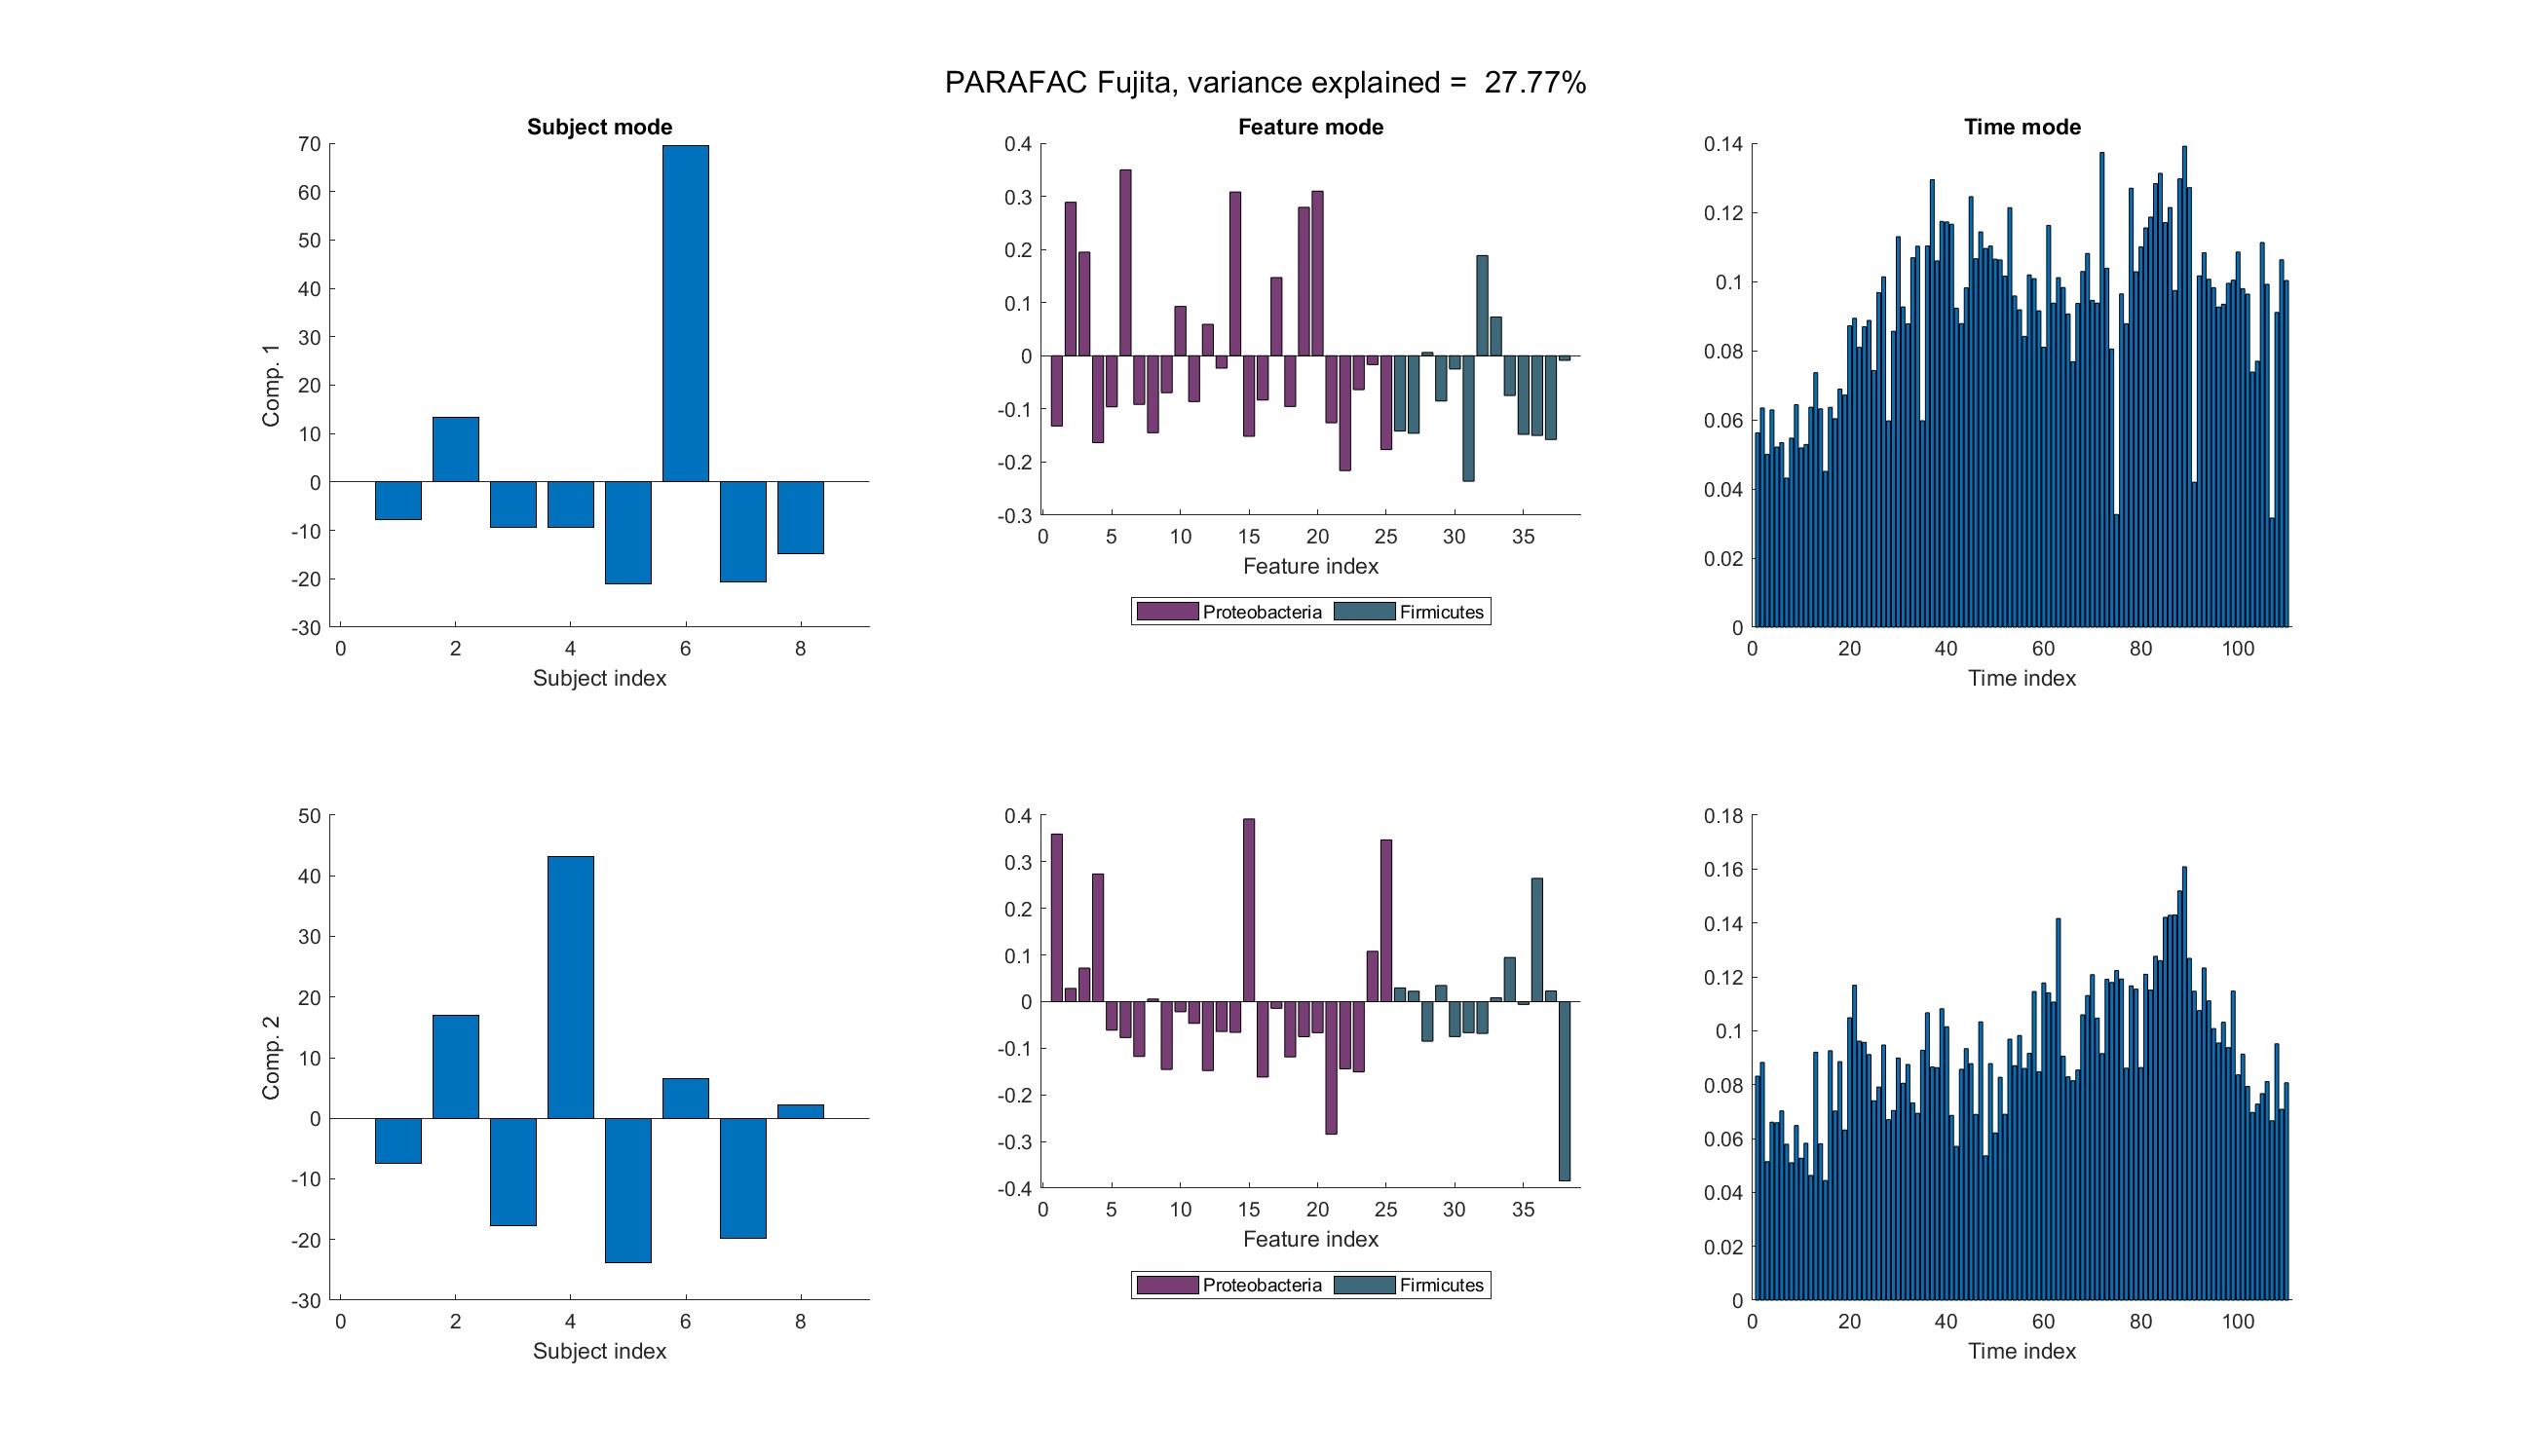 PARAFAC Fujita, variance explained =  27.77%
Subject mode
70
60
50
40
30
20
10
0
-10
-20
-30
Comp. 1
0 2 4 6 8
Subject index
Feature mode
0.4
0.3
0.2
0.1
0
-0.1
-0.2
-0.3
0 5 10 15 20 25 30 35
Feature index
Proteobacteria Firmicutes
Time mode
0.14
0.12
0.1
0.08
0.06
0.04
0.02
0
0 20 40 60 80 100
Time index
50
40
30
20
10
0
-10
-20
-30
Comp. 2
0 2 4 6 8
Subject index
0.4
0.3
0.2
0.1
0
-0.1
-0.2
-0.3
-0.4
0 5 10 15 20 25 30 35
Feature index
Proteobacteria Firmicutes
0.18
0.16
0.14
0.12
0.1
0.08
0.06
0.04
0.02
0
0 20 40 60 80 100
Time index